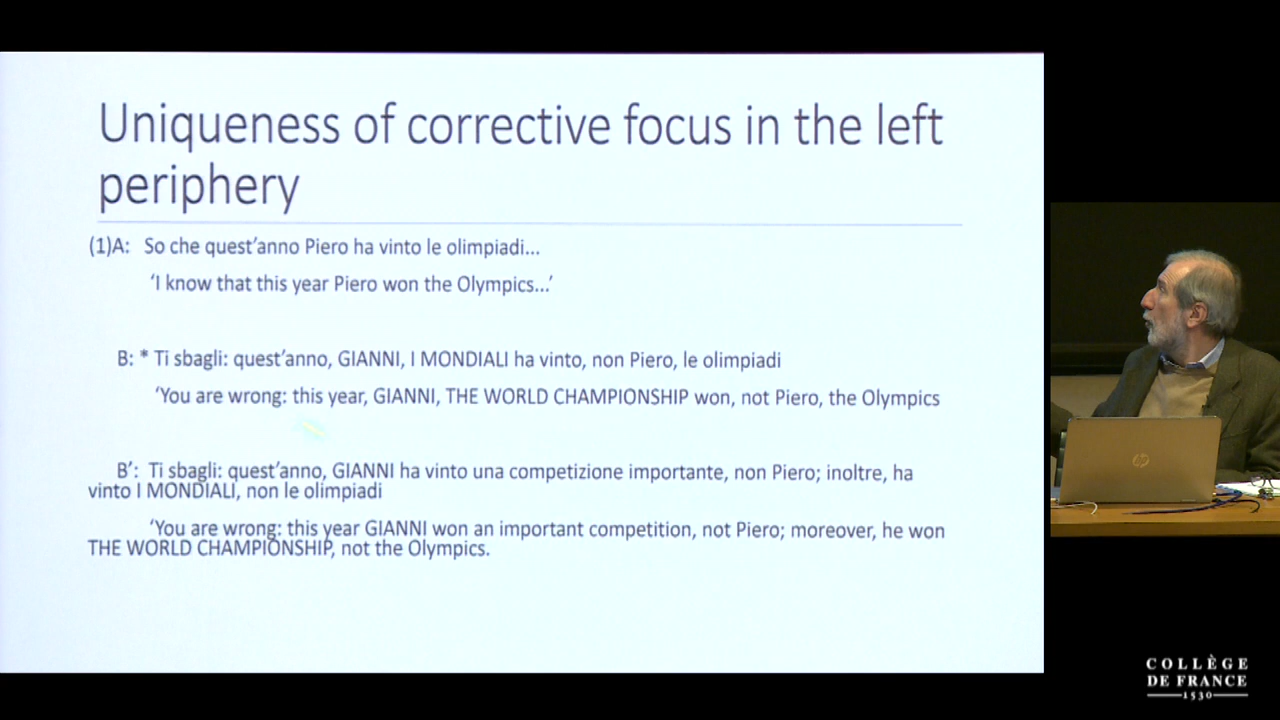 Uniqueness of corrective focus in the left
periphery
(1)A: So che quest’anno Piero ha vinto le olimpiadi...
‘I know that this year Piero won the Olympics...’
B: * Ti sbagli: quest’anno, GIANNI, I MONDIALI ha vinto, non Piero, le olimpiadi
‘You are wrong: this year, GIANNI, THE WORLD CHAMPIONSHIP won, not Piero, the Olympics
B’: Ti sbagli: quest’anno, GIANNI ha vinto una competizione importante, non Piero; inoltre, ha
vinto I MONDIALI, non le olimpiadi
‘You are wrong: this year GIANNI won an important competition, not Piero; moreover, he won
THE WORLD CHAMPIONSHIP, not the Olympics.
hp
COLLÈGE
DE FRANCE
1530